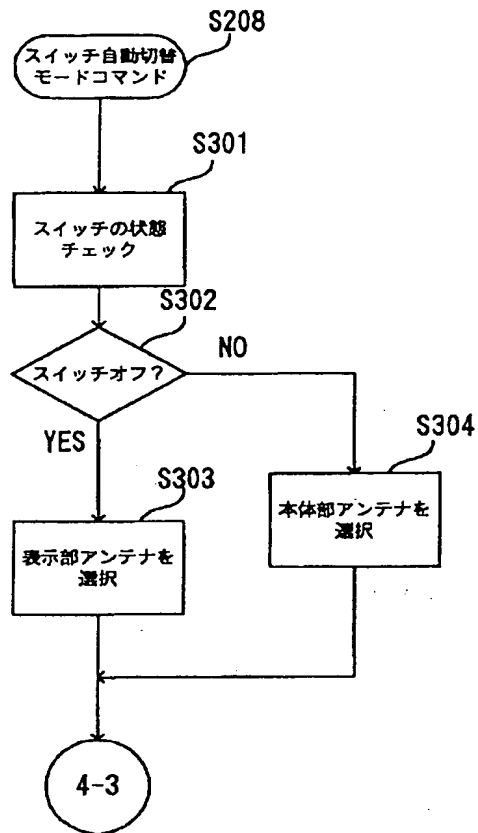 S208
スイッチ自動切替
モードコマンド
S301
スイッチの状態
チェック
S302
スイッチオフ?
NO
YES
S303
表示部アンテナを
選択
S304
本体部アンテナを
選択
4-3